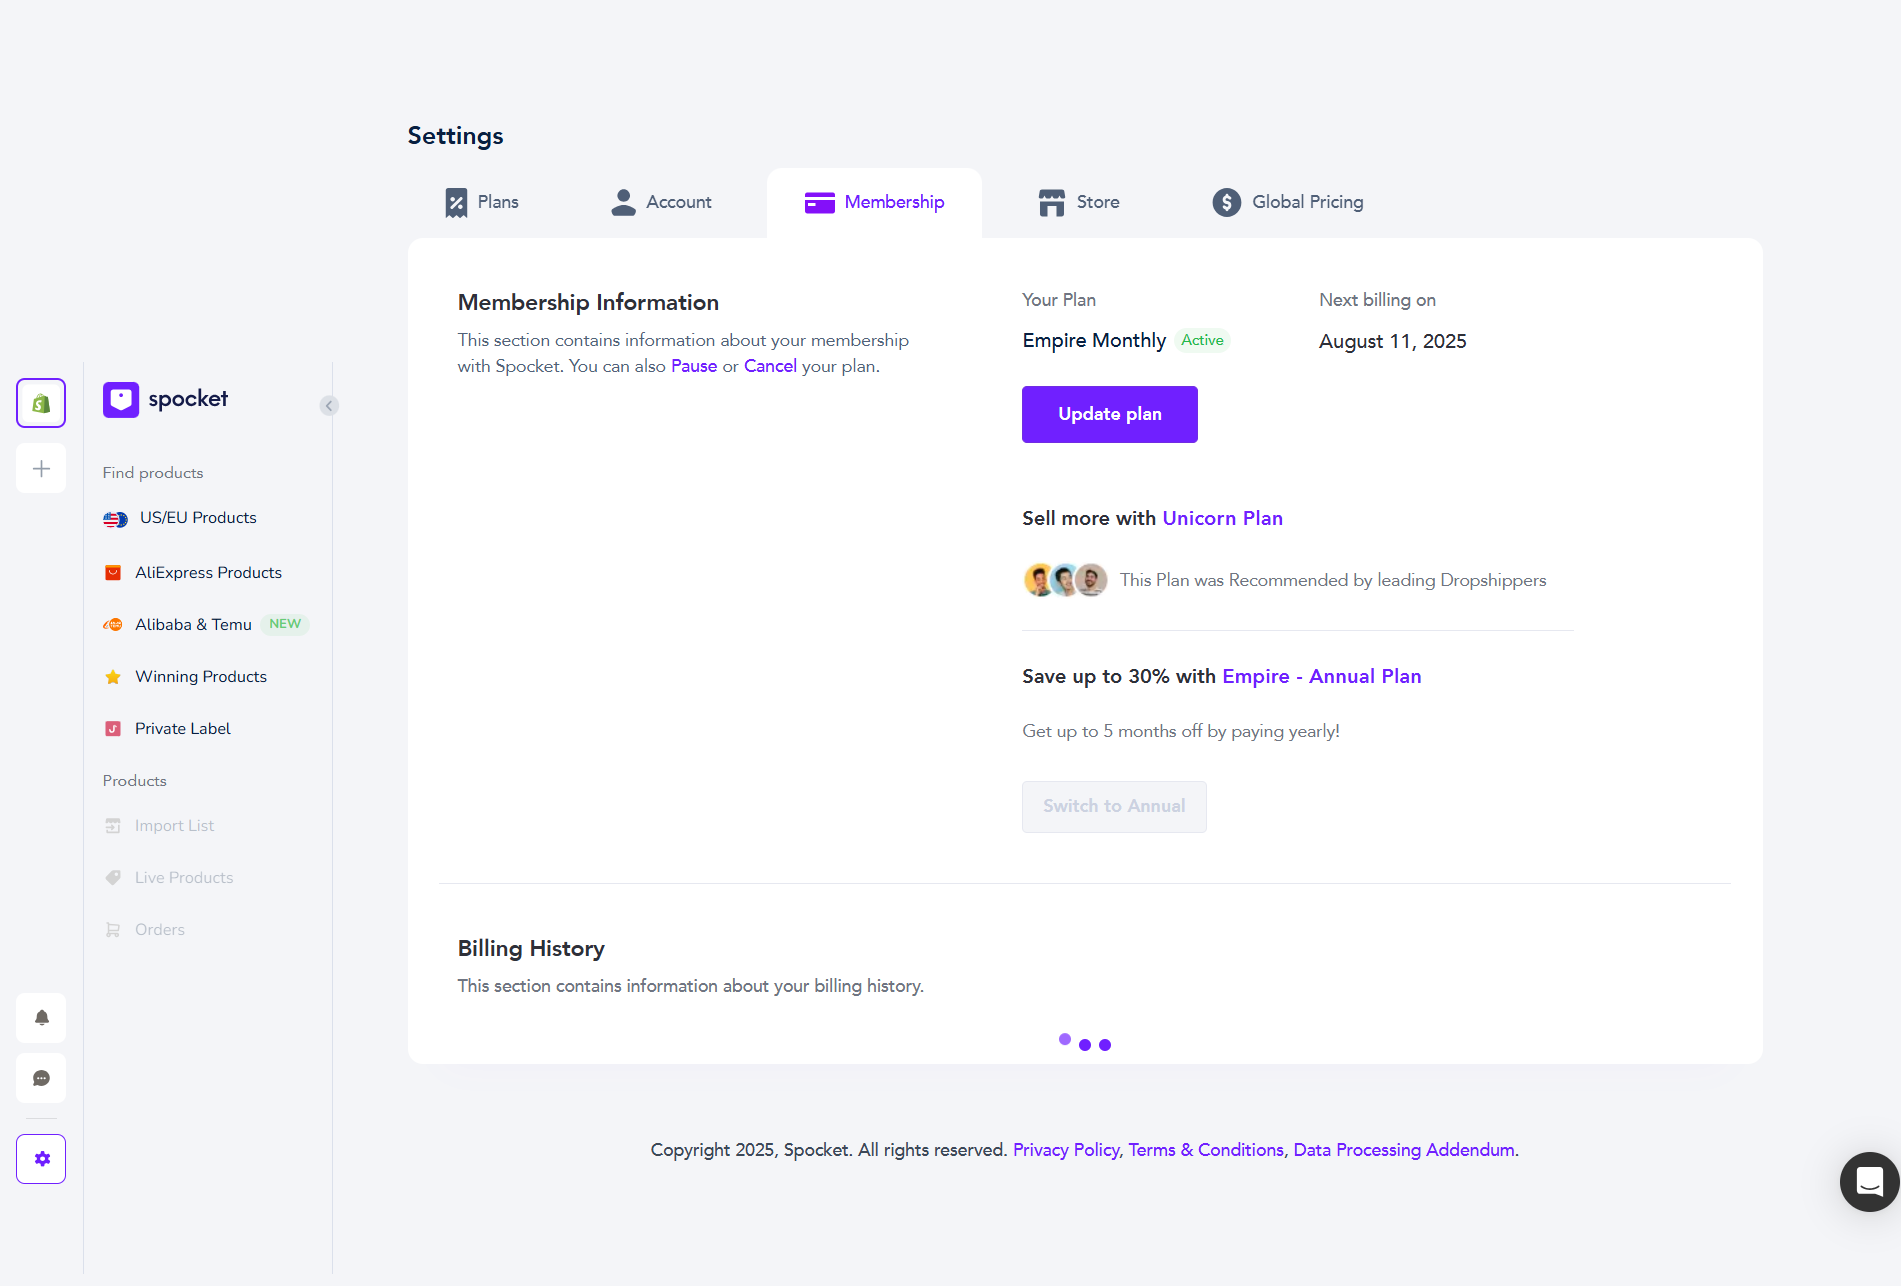 Settings
Plans
Account
Membership
Store
Global Pricing
Membership Information
This section contains information about your membership
with Spocket. You can also Pause or Cancel your plan.
Your Plan
Next billing on
Empire Monthly Active
August 11, 2025
Update plan
Sell more with Unicorn Plan
This Plan was Recommended by leading Dropshippers
Save up to 30% with Empire - Annual Plan
Get up to 5 months off by paying yearly!
Switch to Annual
Billing History
This section contains information about your billing history.
spocket
Find products
US/EU Products
AliExpress Products
Alibaba & Temu NEW
Winning Products
Private Label
Products
Import List
Live Products
Orders
Copyright 2025, Spocket. All rights reserved. Privacy Policy, Terms & Conditions, Data Processing Addendum.